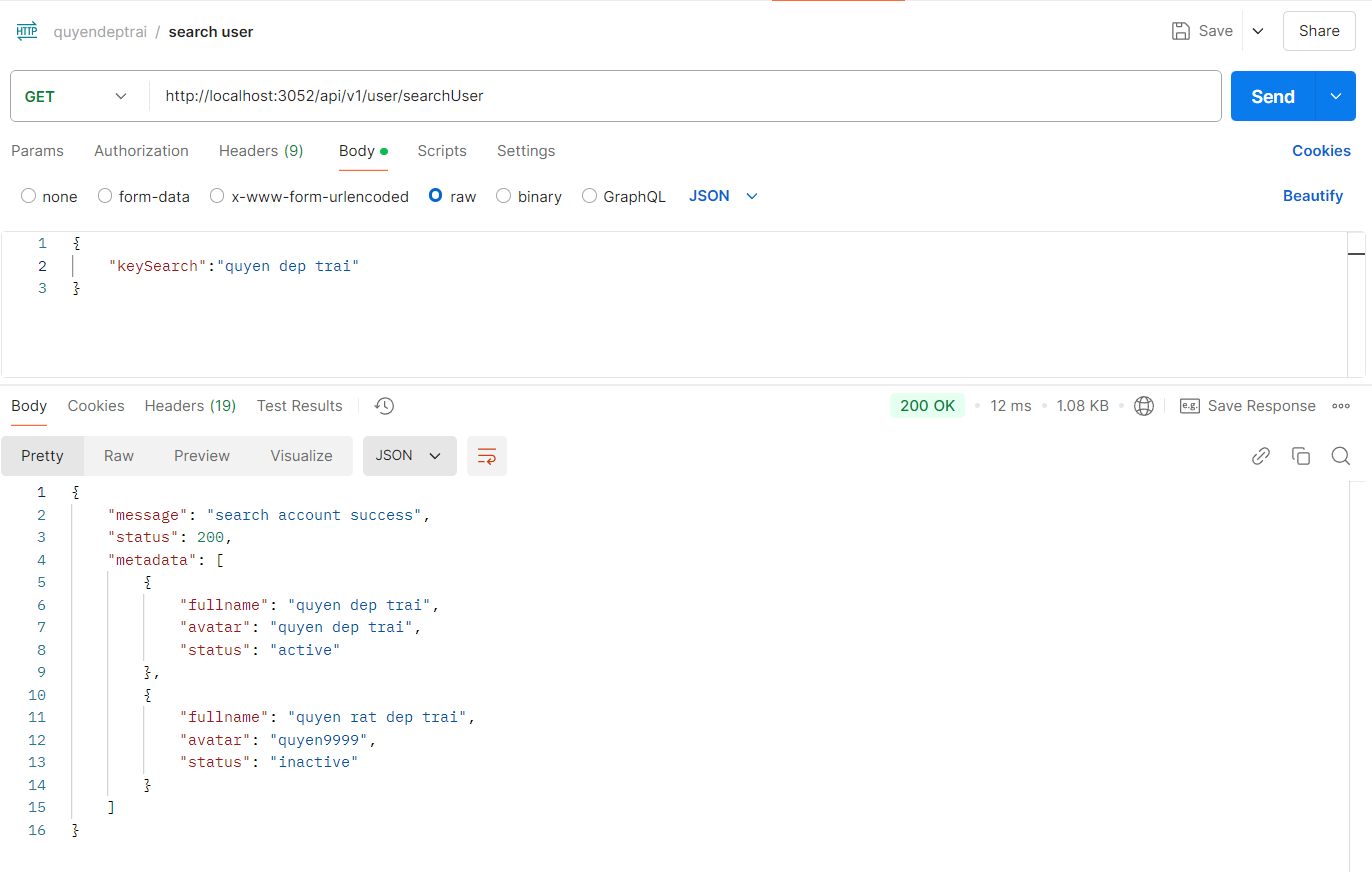 HTTP quyendeptrai / search user Save Share
GET http://localhost:3052/api/v1/user/searchUser Send
Params Authorization Headers (9) Body Scripts Settings Cookies
none form-data x-www-form-urlencoded raw binary GraphQL JSON Beautify
1 {
2 "keySearch":"quyen dep trai"
3 }
Body Cookies Headers (19) Test Results 200 OK 12 ms 1.08 KB e.g. Save Response
Pretty Raw Preview Visualize JSON
1 {
2 "message": "search account success",
3 "status": 200,
4 "metadata": [
5 {
6 "fullname": "quyen dep trai",
7 "avatar": "quyen dep trai",
8 "status": "active"
9 },
10 {
11 "fullname": "quyen rat dep trai",
12 "avatar": "quyen9999",
13 "status": "inactive"
14 }
15 ]
16 }